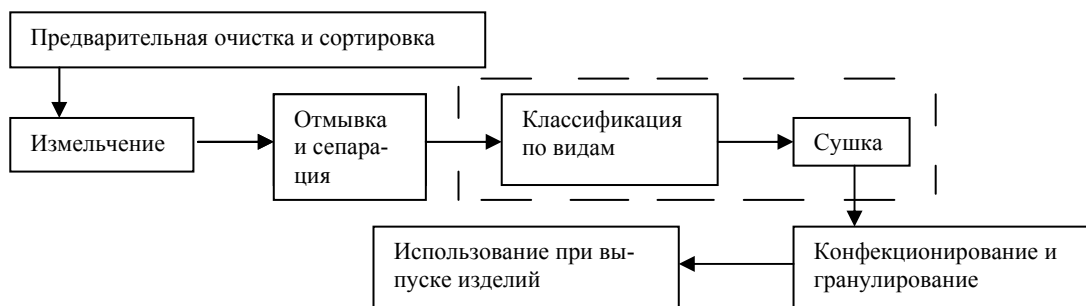 Предварительная очистка и сортировка
Измельчение
Отмывка
и сепара-
ция
Классификация
по видам
Сушка
Конфекционирование и
гранулирование
Использование при вы-
пуске изделий